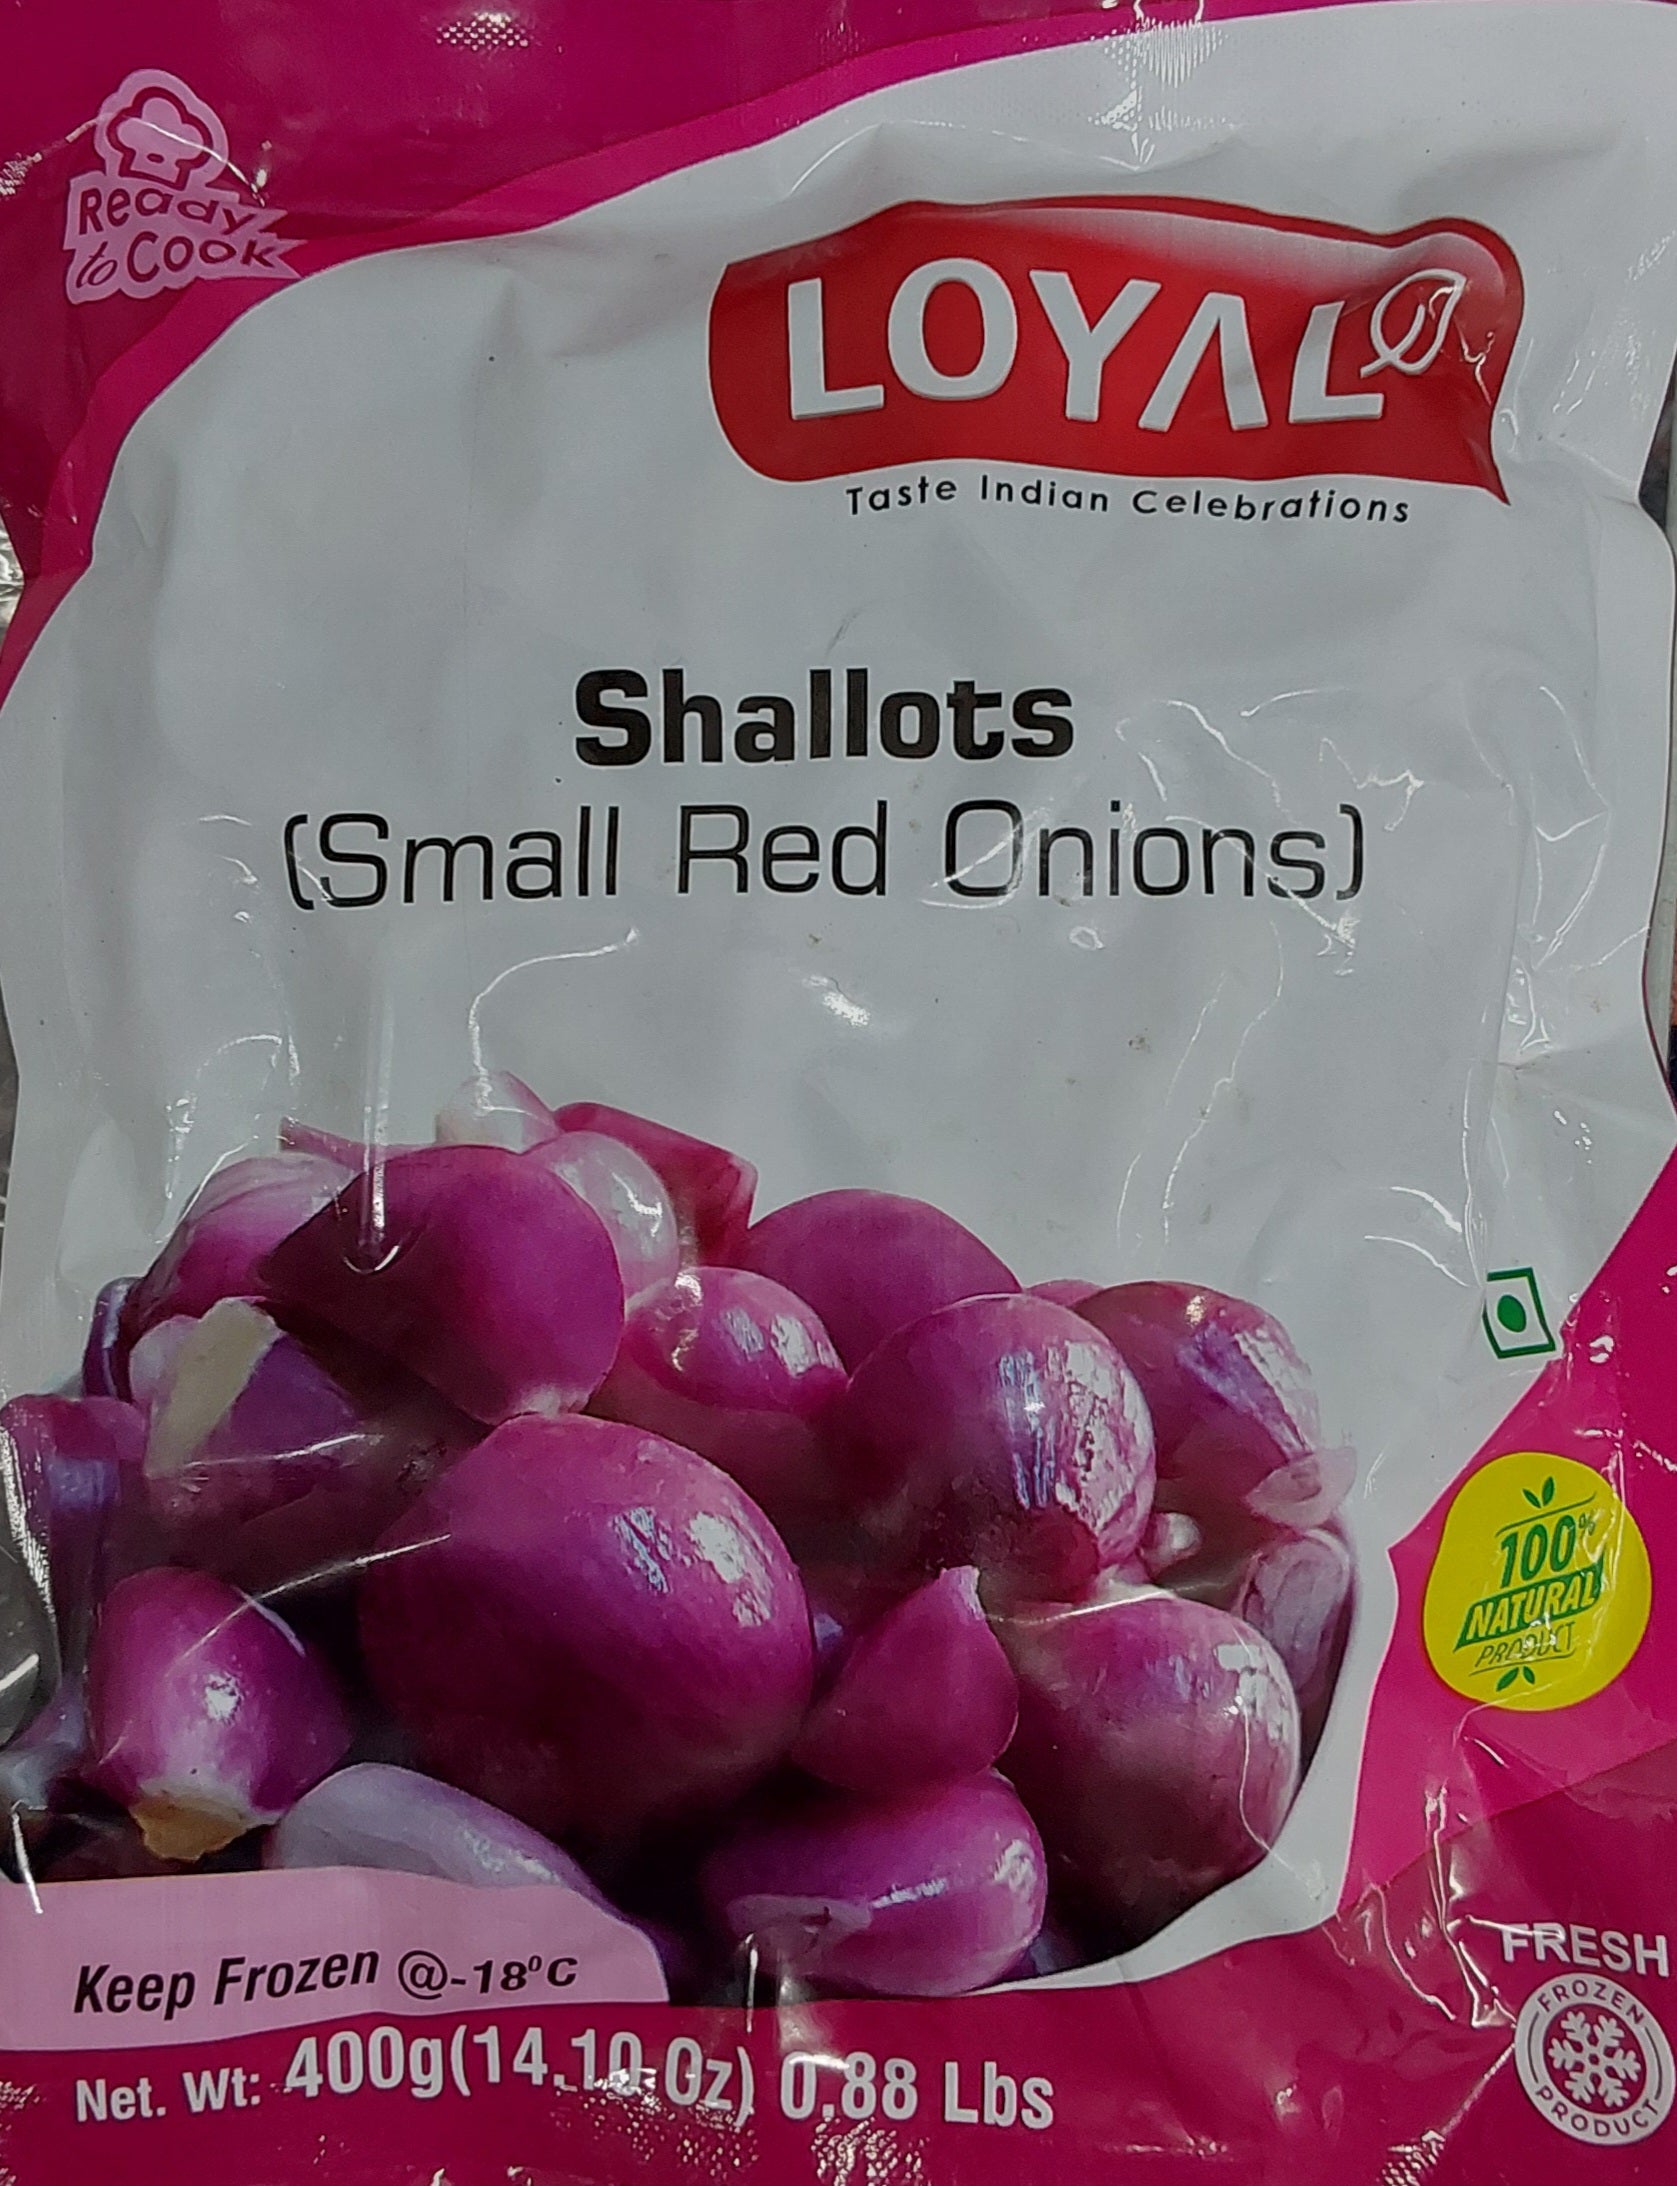 Ready
to Cook
LOYAL
Taste Indian Celebrations
Shallots
(Small Red Onions)
100%
NATURAL
PRODUCT
Keep Frozen @-18°C
Net. Wt: 400g(14.10 Oz) 0.88 Lbs
FRESH
FROZEN
PRODUCT